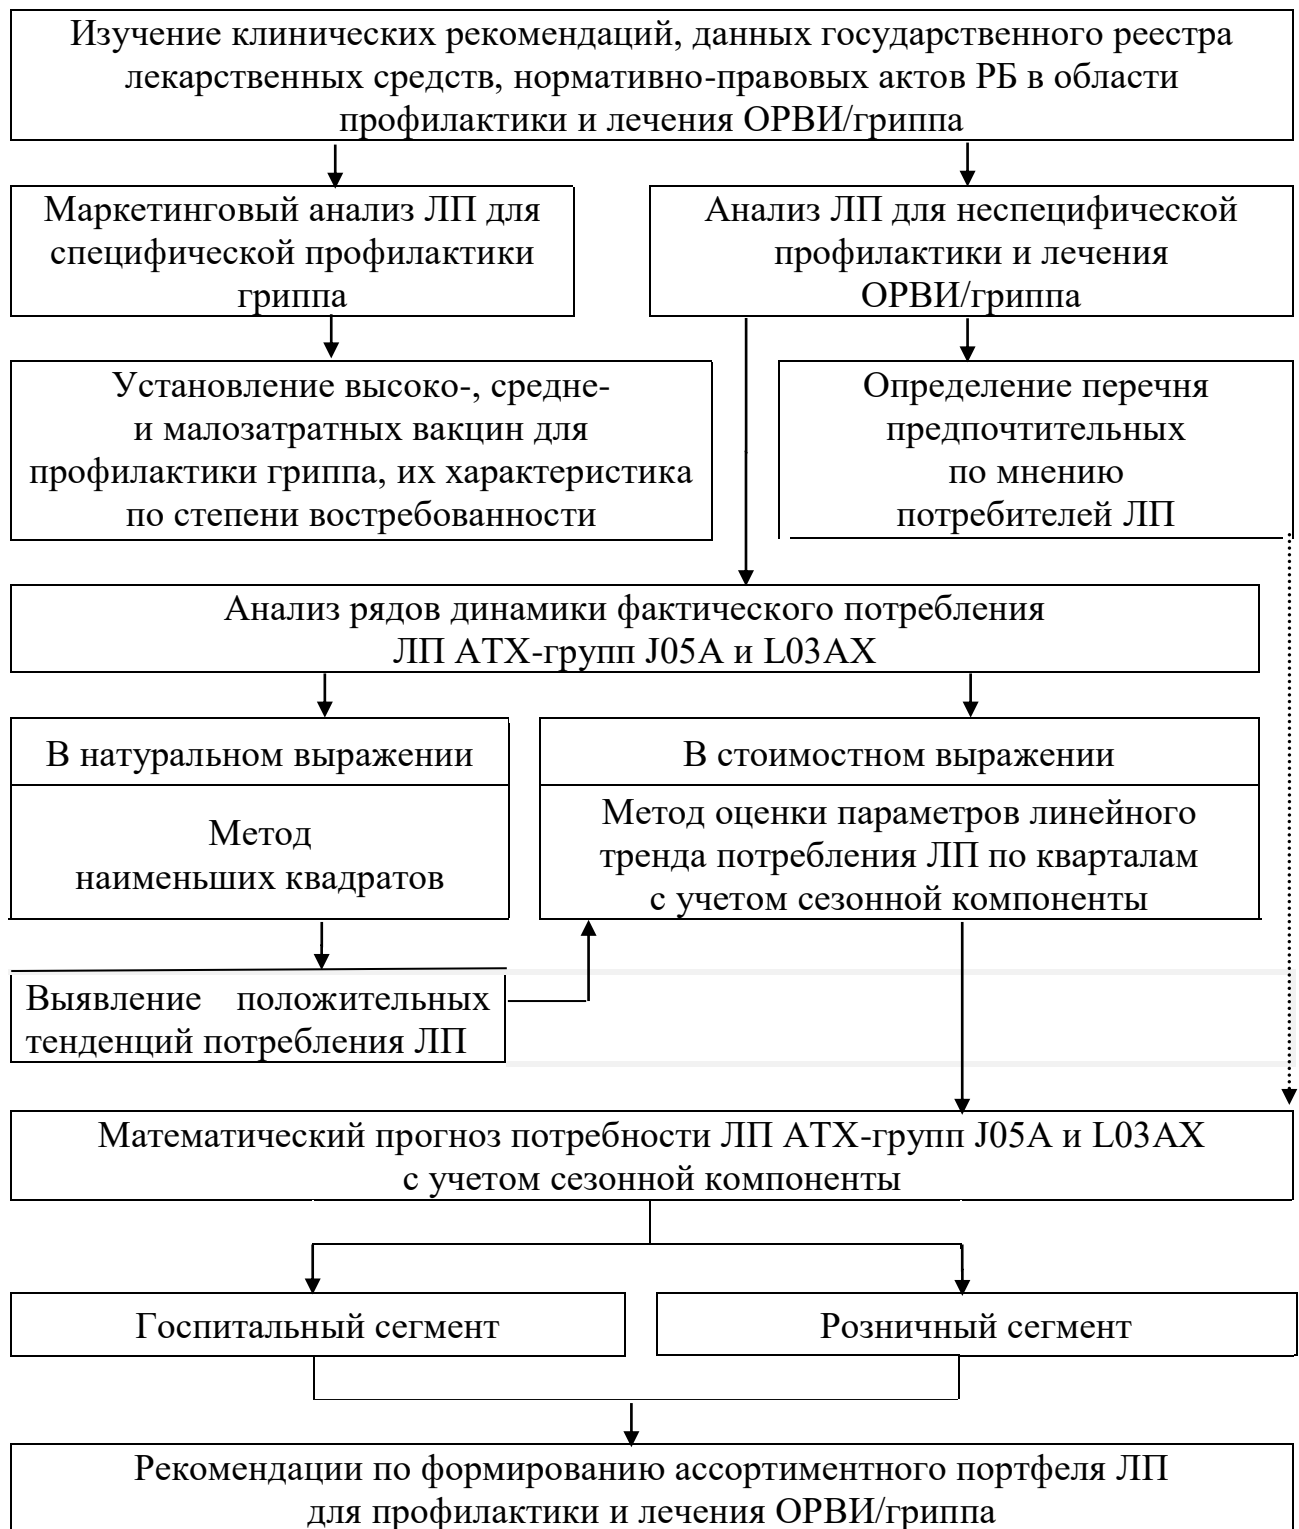 Изучение клинических рекомендаций, данных государственного реестра
лекарственных средств, нормативно-правовых актов РБ в области
профилактики и лечения ОРВИ/гриппа
Маркетинговый анализ ЛП для
специфической профилактики
гриппа
Анализ ЛП для неспецифической
профилактики и лечения
ОРВИ/гриппа
Установление высоко-, средне-
и малозатратных вакцин для
профилактики гриппа, их характеристика
по степени востребованности
Определение перечня
предпочтительных
по мнению
потребителей ЛП
Анализ рядов динамики фактического потребления
ЛП АТХ-групп J05A и L03AX
В натуральном выражении
Метод
наименьших квадратов
В стоимостном выражении
Метод оценки параметров линейного
тренда потребления ЛП по кварталам
с учетом сезонной компоненты
Выявление положительных
тенденций потребления ЛП
Математический прогноз потребности ЛП АТХ-групп J05A и L03AX
с учетом сезонной компоненты
Госпитальный сегмент
Розничный сегмент
Рекомендации по формированию ассортиментного портфеля ЛП
для профилактики и лечения ОРВИ/гриппа